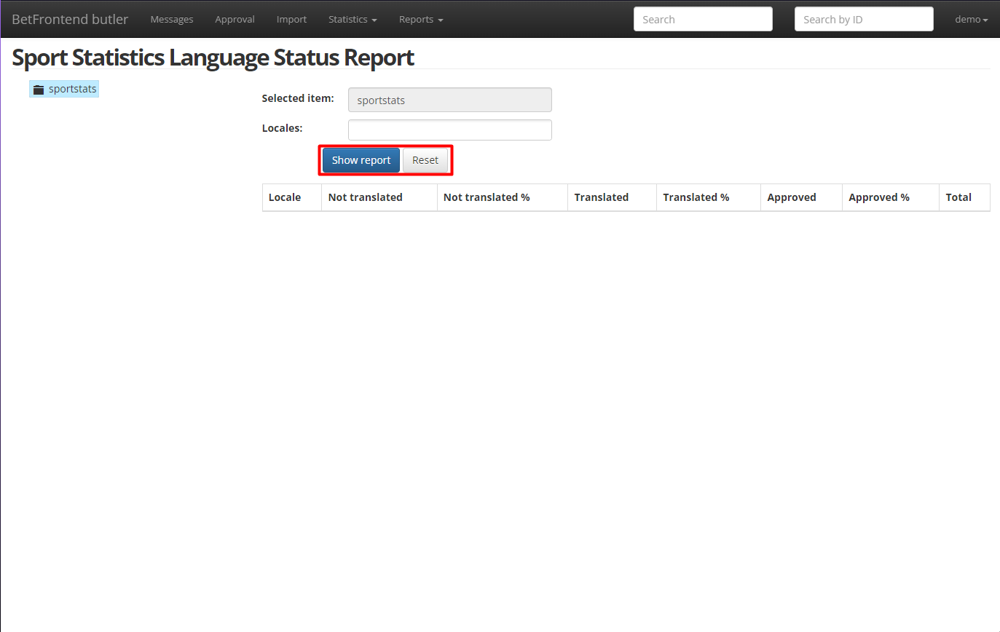 BetFrontend butler Messages Approval Import Statistics Reports Search Search by ID demo
Sport Statistics Language Status Report
sportstats
Selected item: sportstats
Locales:
Show report Reset
Locale Not translated Not translated % Translated Translated % Approved Approved % Total